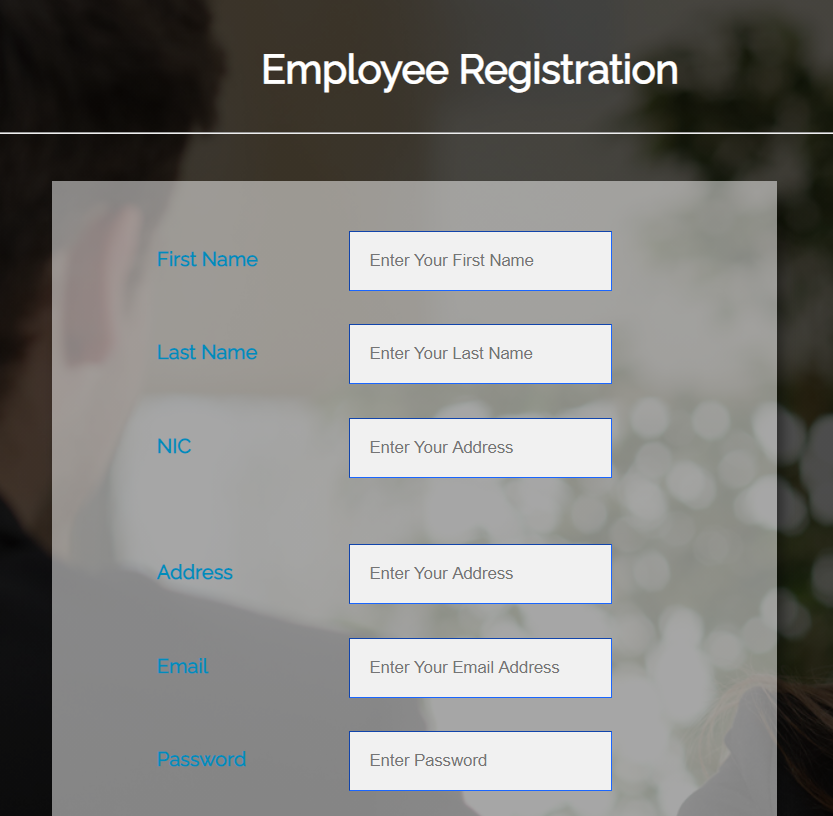 Employee Registration
First Name
Enter Your First Name
Last Name
Enter Your Last Name
NIC
Enter Your Address
Address
Enter Your Address
Email
Enter Your Email Address
Password
Enter Password